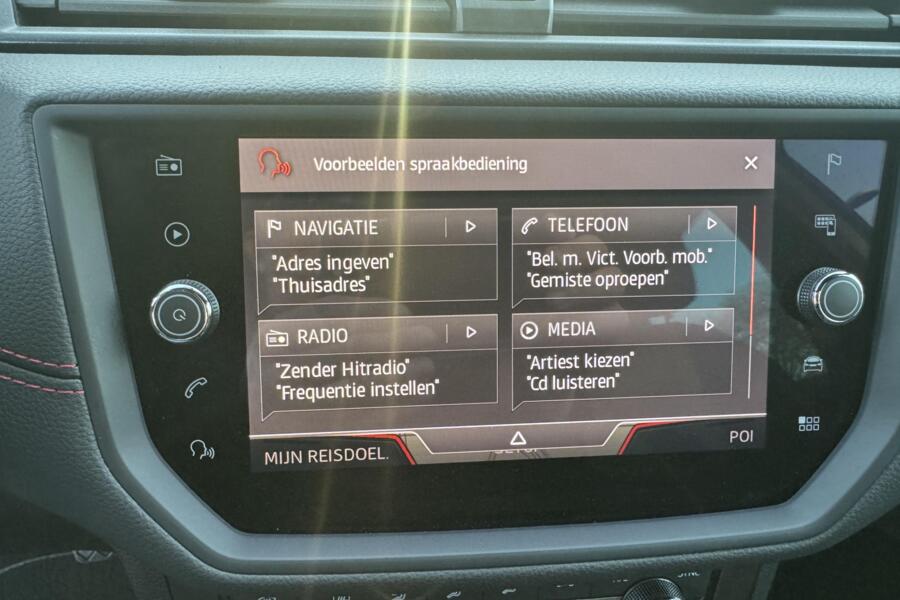 Voorbeelden spraakbediening
NAVIGATIE
"Adres ingeven"
"Thuisadres"
TELEFOON
"Bel. m. Vict. Voorb. mob."
"Gemiste oproepen"
RADIO
"Zender Hitradio"
"Frequentie instellen"
MEDIA
"Artiest kiezen"
"Cd luisteren"
MIJN REISDOEL.
POI
SYNC